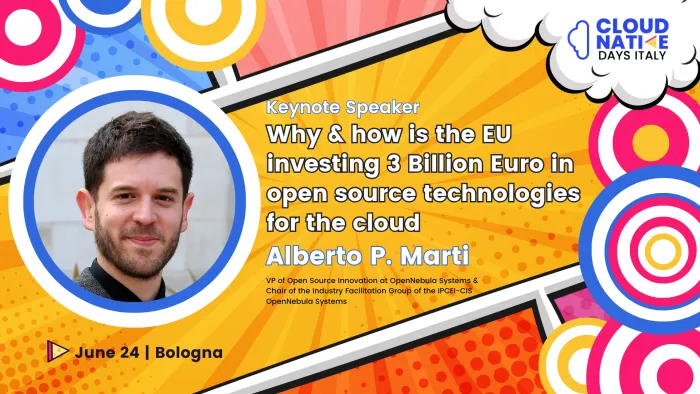 CLOUD
NATIVE
DAYS ITALY
Keynote Speaker
Why & how is the EU
investing 3 Billion Euro in
open source technologies
for the cloud
Alberto P. Marti
VP of Open Source Innovation at OpenNebula Systems &
Chair of the Industry Facilitation Group of the IPCEI-CIS
OpenNebula Systems
June 24 | Bologna